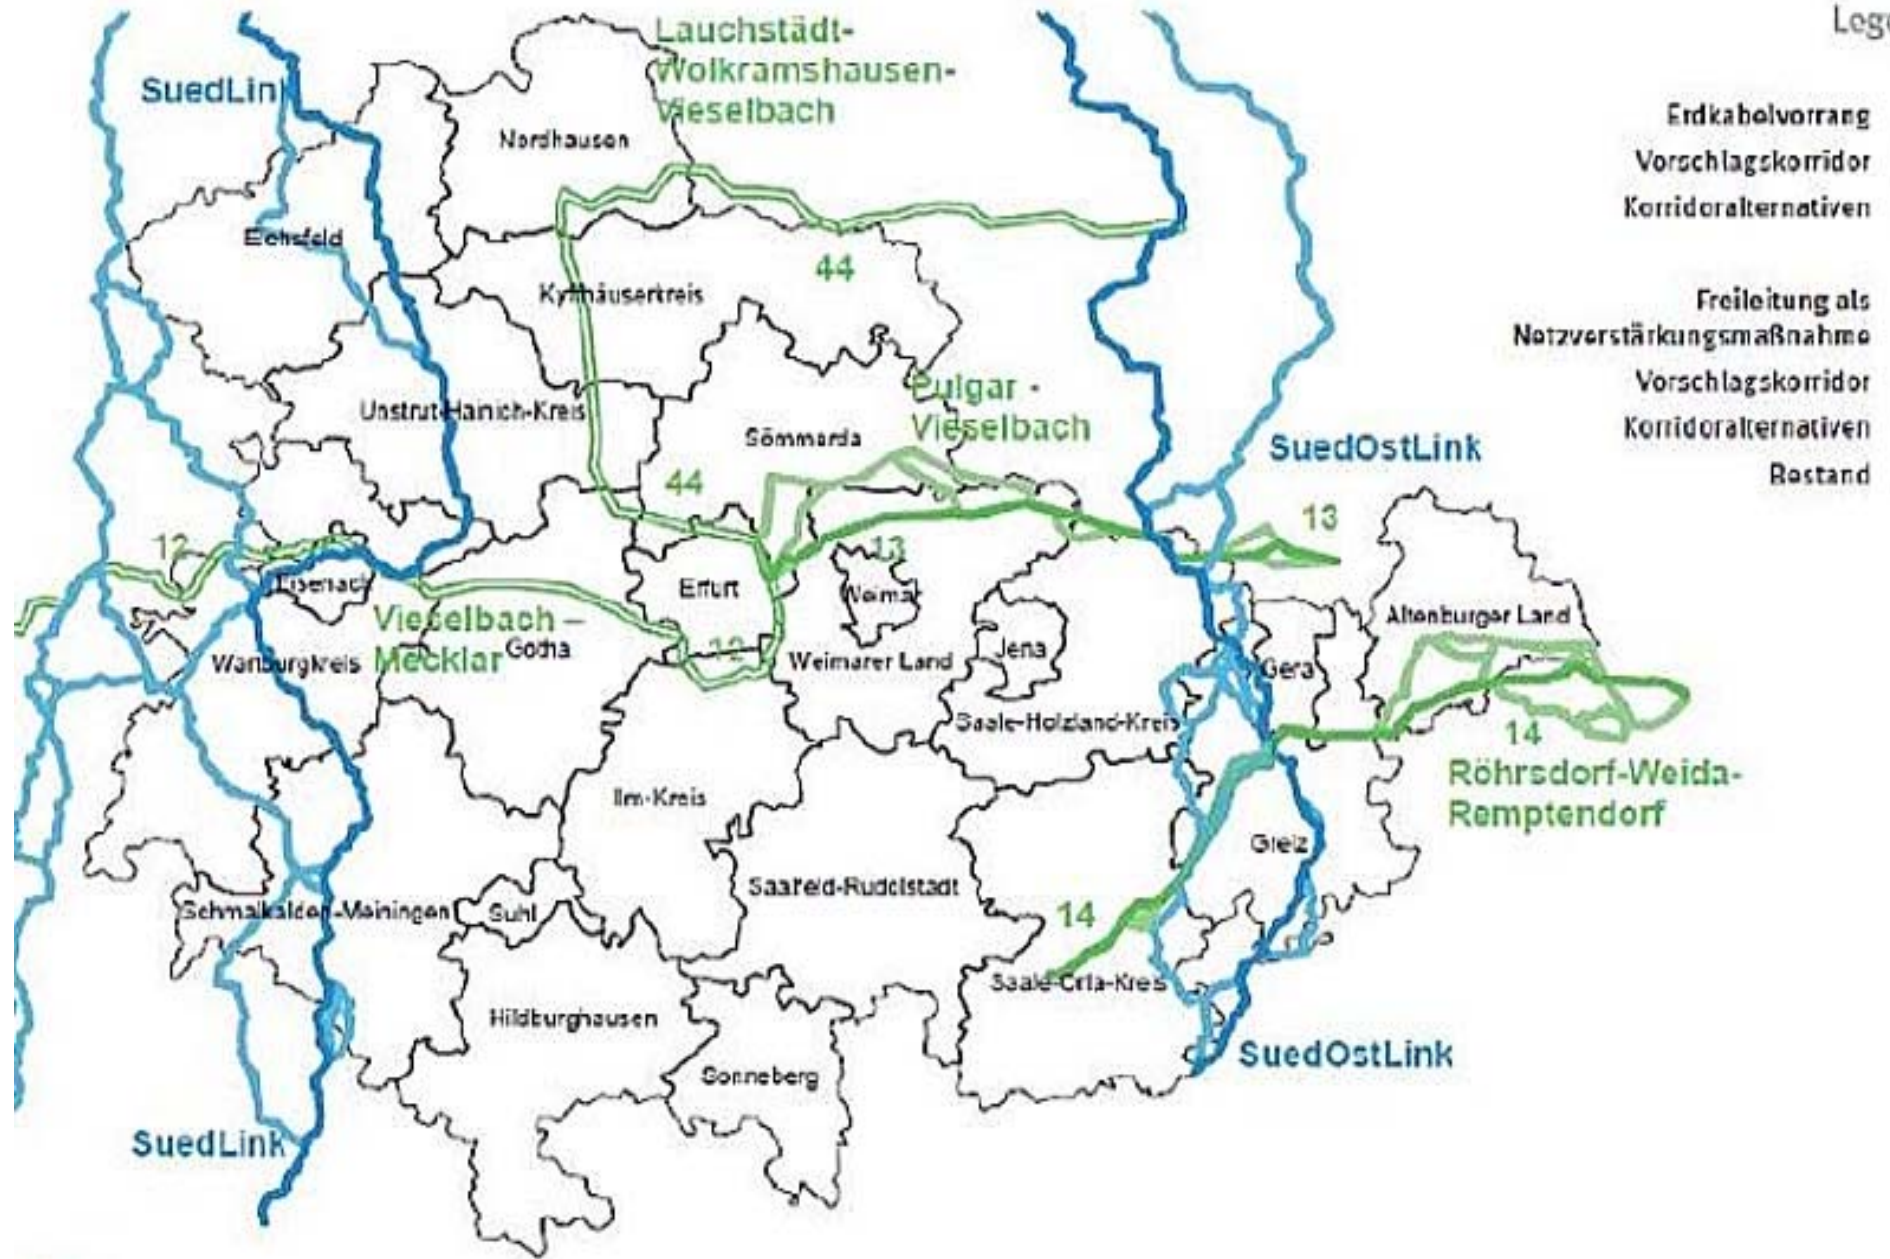 Lauchstädt-
Wolkramshausen-
Vieselbach
SuedLink
Nordhausen
Erdkabelvorrang
Vorschlagskorridor
Korridoralternativen
Eichsfeld
44
Kyffhäuserkreis
Freileitung als
Netzverstärkungsmaßnahme
Vorschlagskorridor
Korridoralternativen
Bestand
Pulgar -
Vieselbach
Unstrut-Hainich-Kreis
Sömmerda
SuedOstLink
44
13
12
13
Eisenach
Erfurt
Weimar
Altenburger Land
Vieselbach –
Mecklar
Gotha
12
Wartburgkreis
Weimarer Land
Jena
Gera
Saale-Holzland-Kreis
14
Röhrsdorf-Weida-
Remptendorf
Ilm-Kreis
Greiz
Saalfeld-Rudolstadt
Schmalkalden-Meiningen
Suhl
14
Saale-Orla-Kreis
Hildburghausen
Sonneberg
SuedOstLink
SuedLink